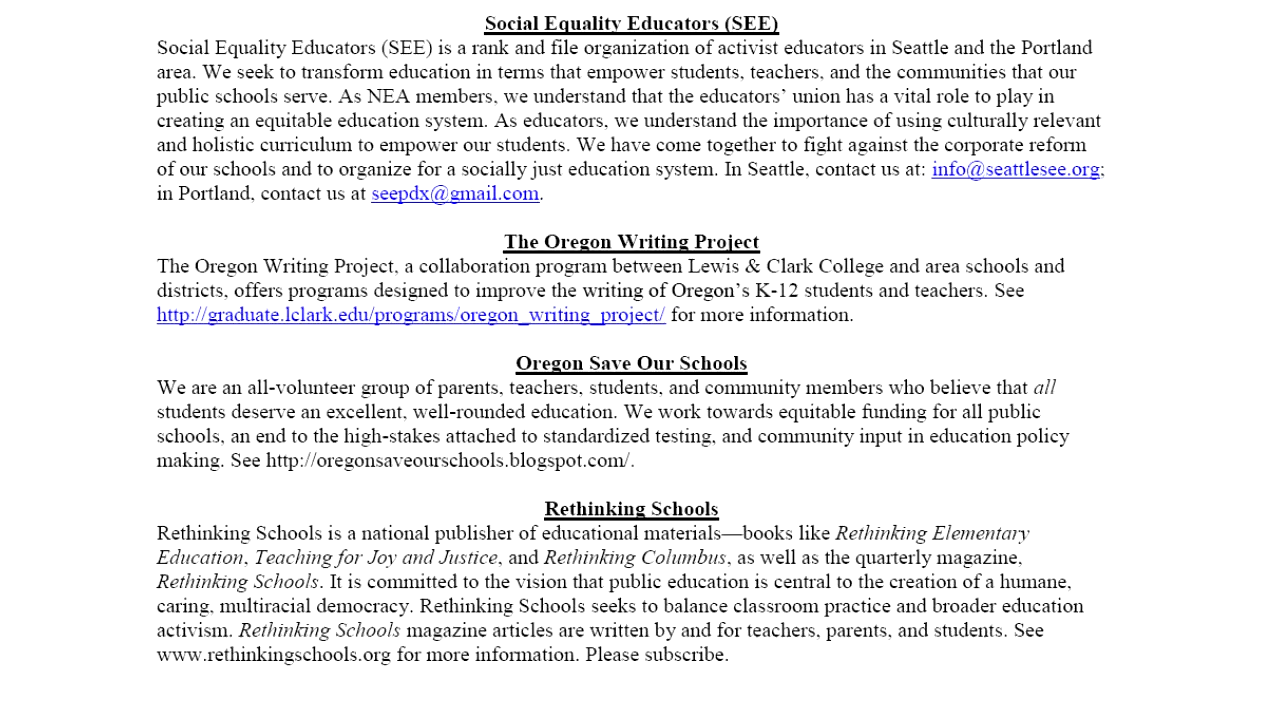 Social Equality Educators (SEE)
Social Equality Educators (SEE) is a rank and file organization of activist educators in Seattle and the Portland
area. We seek to transform education in terms that empower students, teachers, and the communities that our
public schools serve. As NEA members, we understand that the educators’ union has a vital role to play in
creating an equitable education system. As educators, we understand the importance of using culturally relevant
and holistic curriculum to empower our students. We have come together to fight against the corporate reform
of our schools and to organize for a socially just education system. In Seattle, contact us at: info@seattlesee.org;
in Portland, contact us at seepdx@gmail.com.
The Oregon Writing Project
The Oregon Writing Project, a collaboration program between Lewis & Clark College and area schools and
districts, offers programs designed to improve the writing of Oregon’s K-12 students and teachers. See
http://graduate.lclark.edu/programs/oregon_writing_project/ for more information.
Oregon Save Our Schools
We are an all-volunteer group of parents, teachers, students, and community members who believe that all
students deserve an excellent, well-rounded education. We work towards equitable funding for all public
schools, an end to the high-stakes attached to standardized testing, and community input in education policy
making. See http://oregonsaveourschools.blogspot.com/.
Rethinking Schools
Rethinking Schools is a national publisher of educational materials—books like Rethinking Elementary
Education, Teaching for Joy and Justice, and Rethinking Columbus, as well as the quarterly magazine,
Rethinking Schools. It is committed to the vision that public education is central to the creation of a humane,
caring, multiracial democracy. Rethinking Schools seeks to balance classroom practice and broader education
activism. Rethinking Schools magazine articles are written by and for teachers, parents, and students. See
www.rethinkingschools.org for more information. Please subscribe.